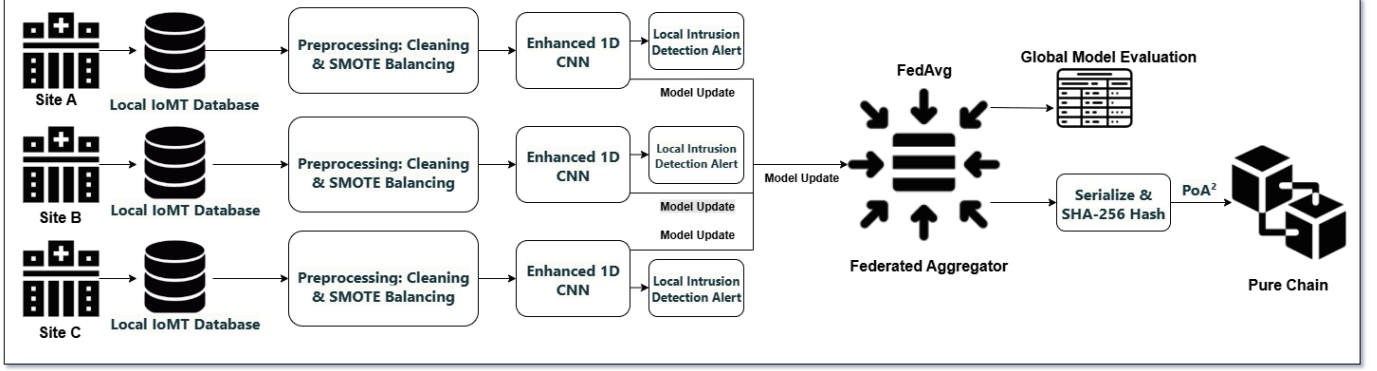 Site A
Local IoMT Database
Preprocessing: Cleaning
& SMOTE Balancing
Enhanced 1D
CNN
Local Intrusion
Detection Alert
Model Update
Site B
Local IoMT Database
Preprocessing: Cleaning
& SMOTE Balancing
Enhanced 1D
CNN
Local Intrusion
Detection Alert
Model Update
Site C
Local IoMT Database
Preprocessing: Cleaning
& SMOTE Balancing
Enhanced 1D
CNN
Model Update
Local Intrusion
Detection Alert
Model Update
FedAvg
Federated Aggregator
Global Model Evaluation
Serialize &
SHA-256 Hash
PoA²
Pure Chain